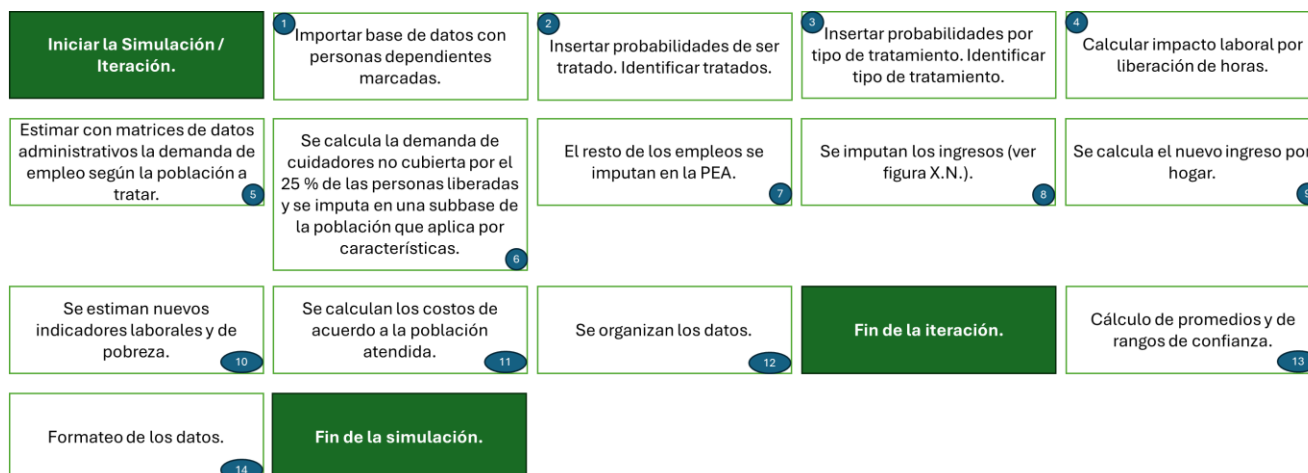 Iniciar la Simulación /
Iteración.
1
Importar base de datos con
personas dependientes
marcadas.
2
Insertar probabilidades de ser
tratado. Identificar tratados.
3
Insertar probabilidades por
tipo de tratamiento. Identificar
tipo de tratamiento.
4
Calcular impacto laboral por
liberación de horas.
Estimar con matrices de datos
administrativos la demanda de
empleo según la población a
tratar.
5
Se calcula la demanda de
cuidadores no cubierta por el
25 % de las personas liberadas
y se imputa en una subbase de
la población que aplica por
características.
6
El resto de los empleos se
imputan en la PEA.
7
Se imputan los ingresos (ver
figura X.N.).
8
Se calcula el nuevo ingreso por
hogar.
9
Se estiman nuevos
indicadores laborales y de
pobreza.
10
Se calculan los costos de
acuerdo a la población
atendida.
11
Se organizan los datos.
12
Fin de la iteración.
Cálculo de promedios y de
rangos de confianza.
13
Formateo de los datos.
14
Fin de la simulación.